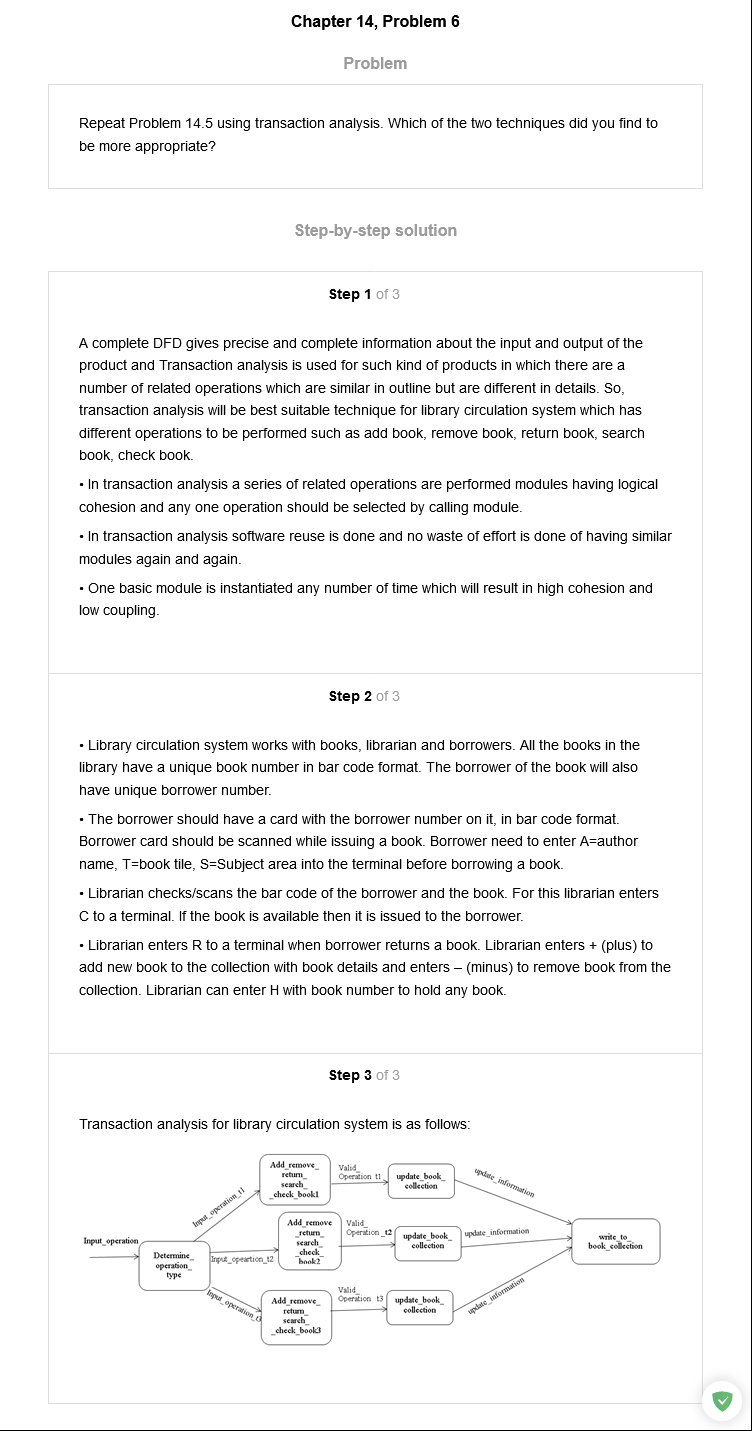 Chapter 14, Problem 6
Problem
Repeat Problem 14.5 using transaction analysis. Which of the two techniques did you find to
be more appropriate?
Step-by-step solution
Step 1 of 3
A complete DFD gives precise and complete information about the input and output of the
product and Transaction analysis is used for such kind of products in which there are a
number of related operations which are similar in outline but are different in details. So,
transaction analysis will be best suitable technique for library circulation system which has
different operations to be performed such as add book, remove book, return book, search
book, check book.
• In transaction analysis a series of related operations are performed modules having logical
cohesion and any one operation should be selected by calling module.
• In transaction analysis software reuse is done and no waste of effort is done of having similar
modules again and again.
• One basic module is instantiated any number of time which will result in high cohesion and
low coupling.
Step 2 of 3
• Library circulation system works with books, librarian and borrowers. All the books in the
library have a unique book number in bar code format. The borrower of the book will also
have unique borrower number.
• The borrower should have a card with the borrower number on it, in bar code format.
Borrower card should be scanned while issuing a book. Borrower need to enter A=author
name, T=book tile, S=Subject area into the terminal before borrowing a book.
• Librarian checks/scans the bar code of the borrower and the book. For this librarian enters
C to a terminal. If the book is available then it is issued to the borrower.
• Librarian enters R to a terminal when borrower returns a book. Librarian enters + (plus) to
add new book to the collection with book details and enters – (minus) to remove book from the
collection. Librarian can enter H with book number to hold any book.
Step 3 of 3
Transaction analysis for library circulation system is as follows:
Input_operation
Determine_
operation_
type
Input_operation_t1
Add_remove_
return_
search_
_check_book1
Valid_
Operation t1
update_book_
collection
update_information
Input_opeartion_t2
Add_remove
_return_
search_
_check_
book2
Valid_
Operation _t2
update_book_
collection
update_information
Input_operation_t3
Add_remove_
return_
search_
_check_book3
Valid_
Operation t3
update_book_
collection
update_information
write_to_
book_collection